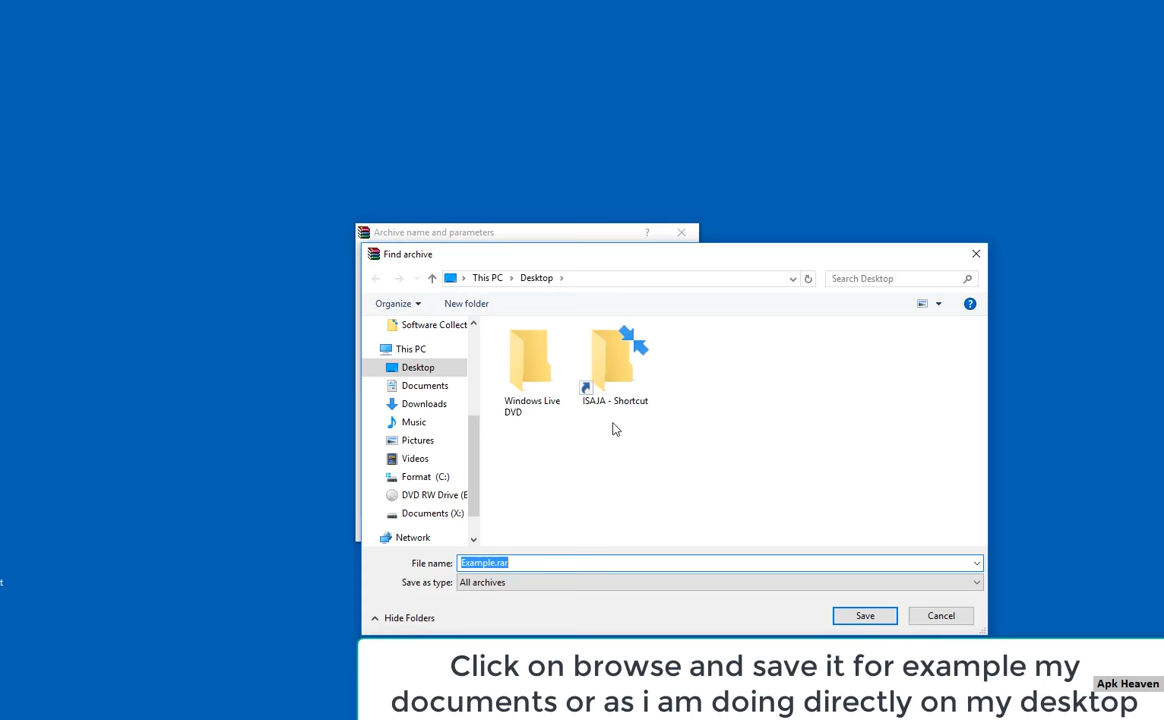 Archive name and parameters
?
Find archive
This PC
Desktop
Search Desktop
Organize
New folder
?
Software Collect
This PC
Desktop
Documents
Downloads
Music
Pictures
Videos
Format (C:)
DVD RW Drive (E
Documents (X:)
Network
Windows Live
DVD
ISAJA - Shortcut
File name: Example.rar
Save as type: All archives
Hide Folders
Save
Cancel
t
Click on browse and save it for example my
documents or as i am doing directly on my desktop
Apk Heaven